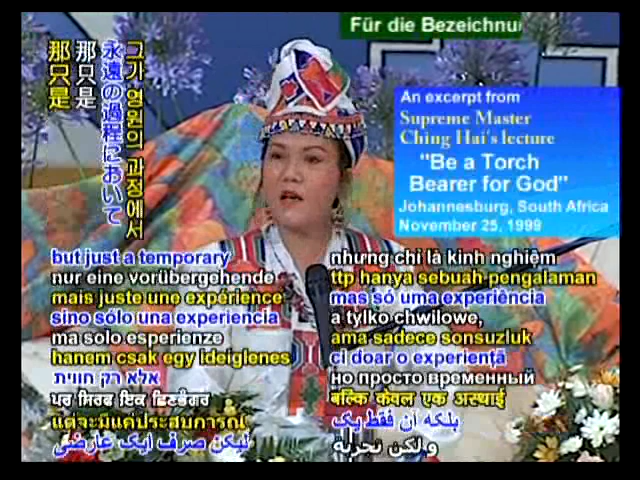 Für die Bezeichnun
그가 영원의 과정에서
永遠の過程において
那只是
那只是
An excerpt from
Supreme Master
Ching Hai's lecture
"Be a Torch
Bearer for God"
Johannesburg, South Africa
November 25, 1999
but just a temporary
nur eine vorübergehende
mais juste une expérience
sino sólo una experiencia
ma solo esperienze
hanem csak egy ideiglenes
אלא רק חווית
ਪਰ ਸਿਰਫ ਇਕ ਛਿਣਭੰਗਰ
แต่จะมีแค่ประสบการณ์
لیکن صرف ایک عارضی
nhưng chỉ là kinh nghiệm
ttp hanya sebuah pengalaman
mas só uma experiência
a tylko chwilowe,
ama sadece sonsuzluk
ci doar o experiență
но просто временный
बल्कि केवल एक अस्थाई
بلکه آن فقط یک
ولكن تجربة